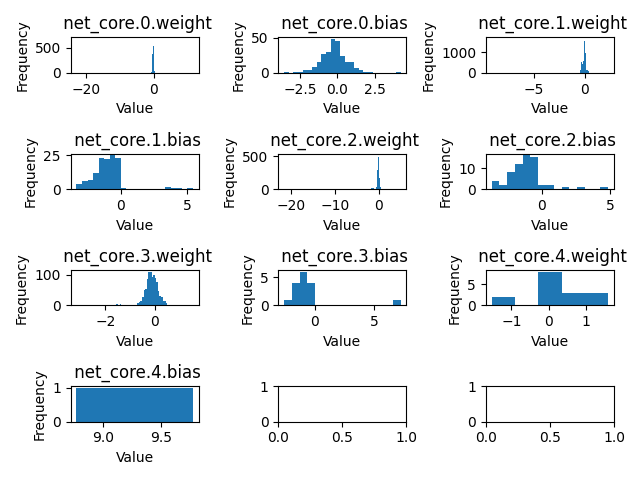 net_core.0.weight
net_core.0.bias
net_core.1.weight
Frequency
500
0
−20
0
Value
Frequency
50
0
−2.5
0.0
2.5
Value
Frequency
1000
0
−5
0
Value
net_core.1.bias
net_core.2.weight
net_core.2.bias
Frequency
25
0
0
5
Value
Frequency
500
0
−20
−10
0
Value
Frequency
10
0
0
5
Value
net_core.3.weight
net_core.3.bias
net_core.4.weight
Frequency
100
0
−2
0
Value
Frequency
5
0
0
5
Value
Frequency
5
0
−1
0
1
Value
net_core.4.bias
Frequency
1
0
9.0
9.5
Value
1
0
0.0
0.5
1.0
1
0
0.0
0.5
1.0